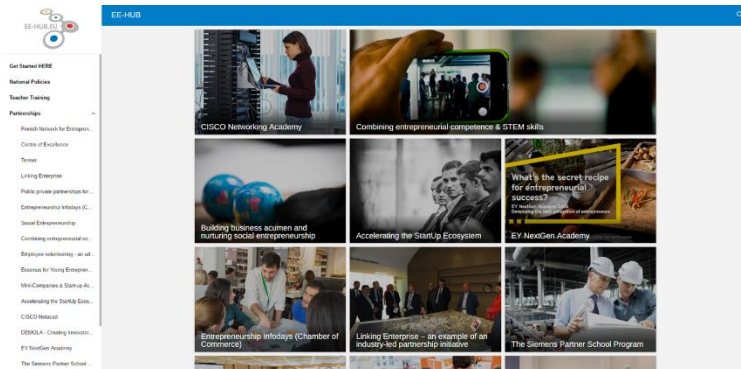 EE-HUB.EU
EE-HUB
Get Started HERE
National Policies
Teacher Training
Partnerships
Finnish Network for Entrepren...
Centre of Excellence
Linking Enterprise
Public private partnerships for ...
Entrepreneurship Infodays (C...
Social Entrepreneurship
Combining entrepreneurial co...
Employee volunteering - an ad...
Erasmus for Young Entrepren...
Mini-Companies & Start-up Ac...
Accelerating the StartUp Ecos...
CISCO Netacad
DEMOLA - Creating Innovativ...
EY NextGen Academy
The Siemens Partner School ...
CISCO Networking Academy
Combining entrepreneurial competence & STEM skills
Building business acumen and
nurturing social entrepreneurship
Accelerating the StartUp Ecosystem
What's the secret recipe
for entrepreneurial
success?
EY NextGen Academy
Entrepreneurship Infodays (Chamber of
Commerce)
Linking Enterprise – an example of an
industry-led partnership initiative
The Siemens Partner School Program